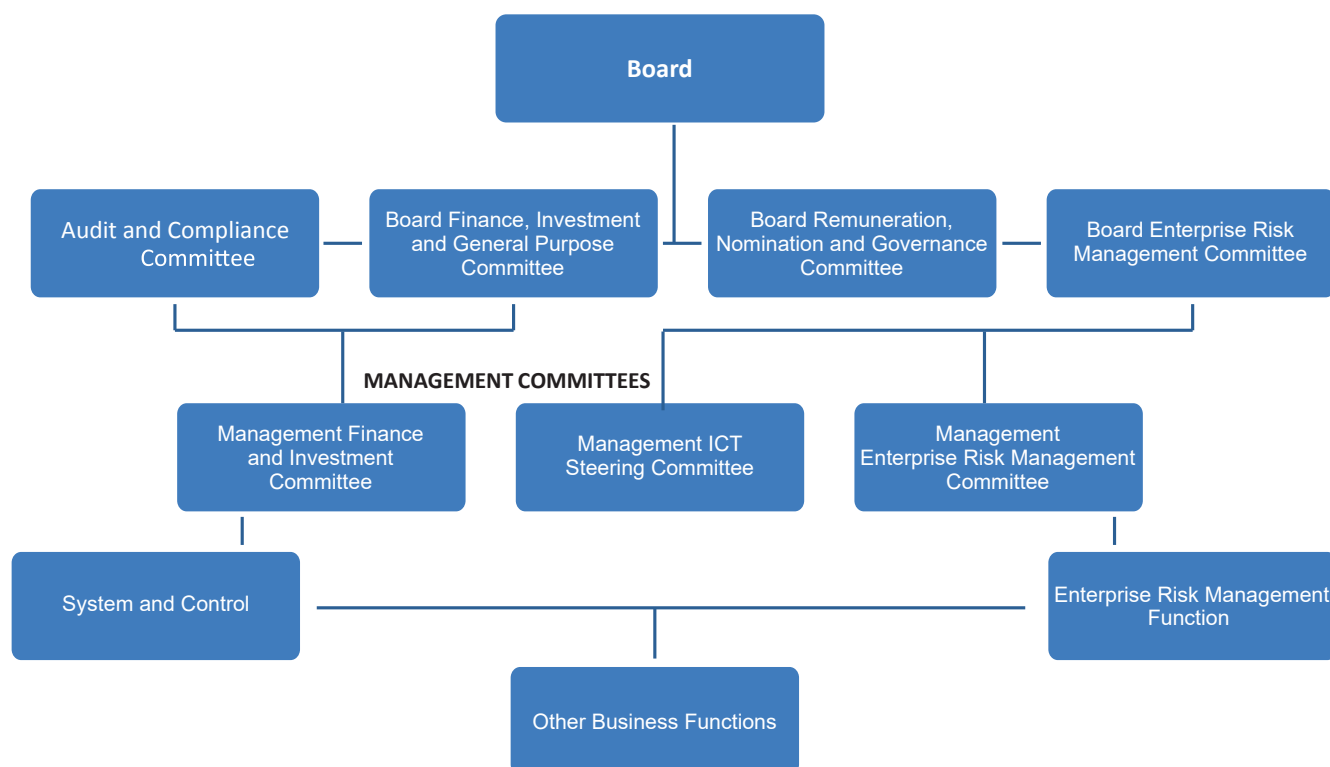 Board
Audit and Compliance
Committee
Board Finance, Investment
and General Purpose
Committee
Board Remuneration,
Nomination and Governance
Committee
Board Enterprise Risk
Management Committee
MANAGEMENT COMMITTEES
Management Finance
and Investment
Committee
Management ICT
Steering Committee
Management
Enterprise Risk Management
Committee
System and Control
Enterprise Risk Management
Function
Other Business Functions